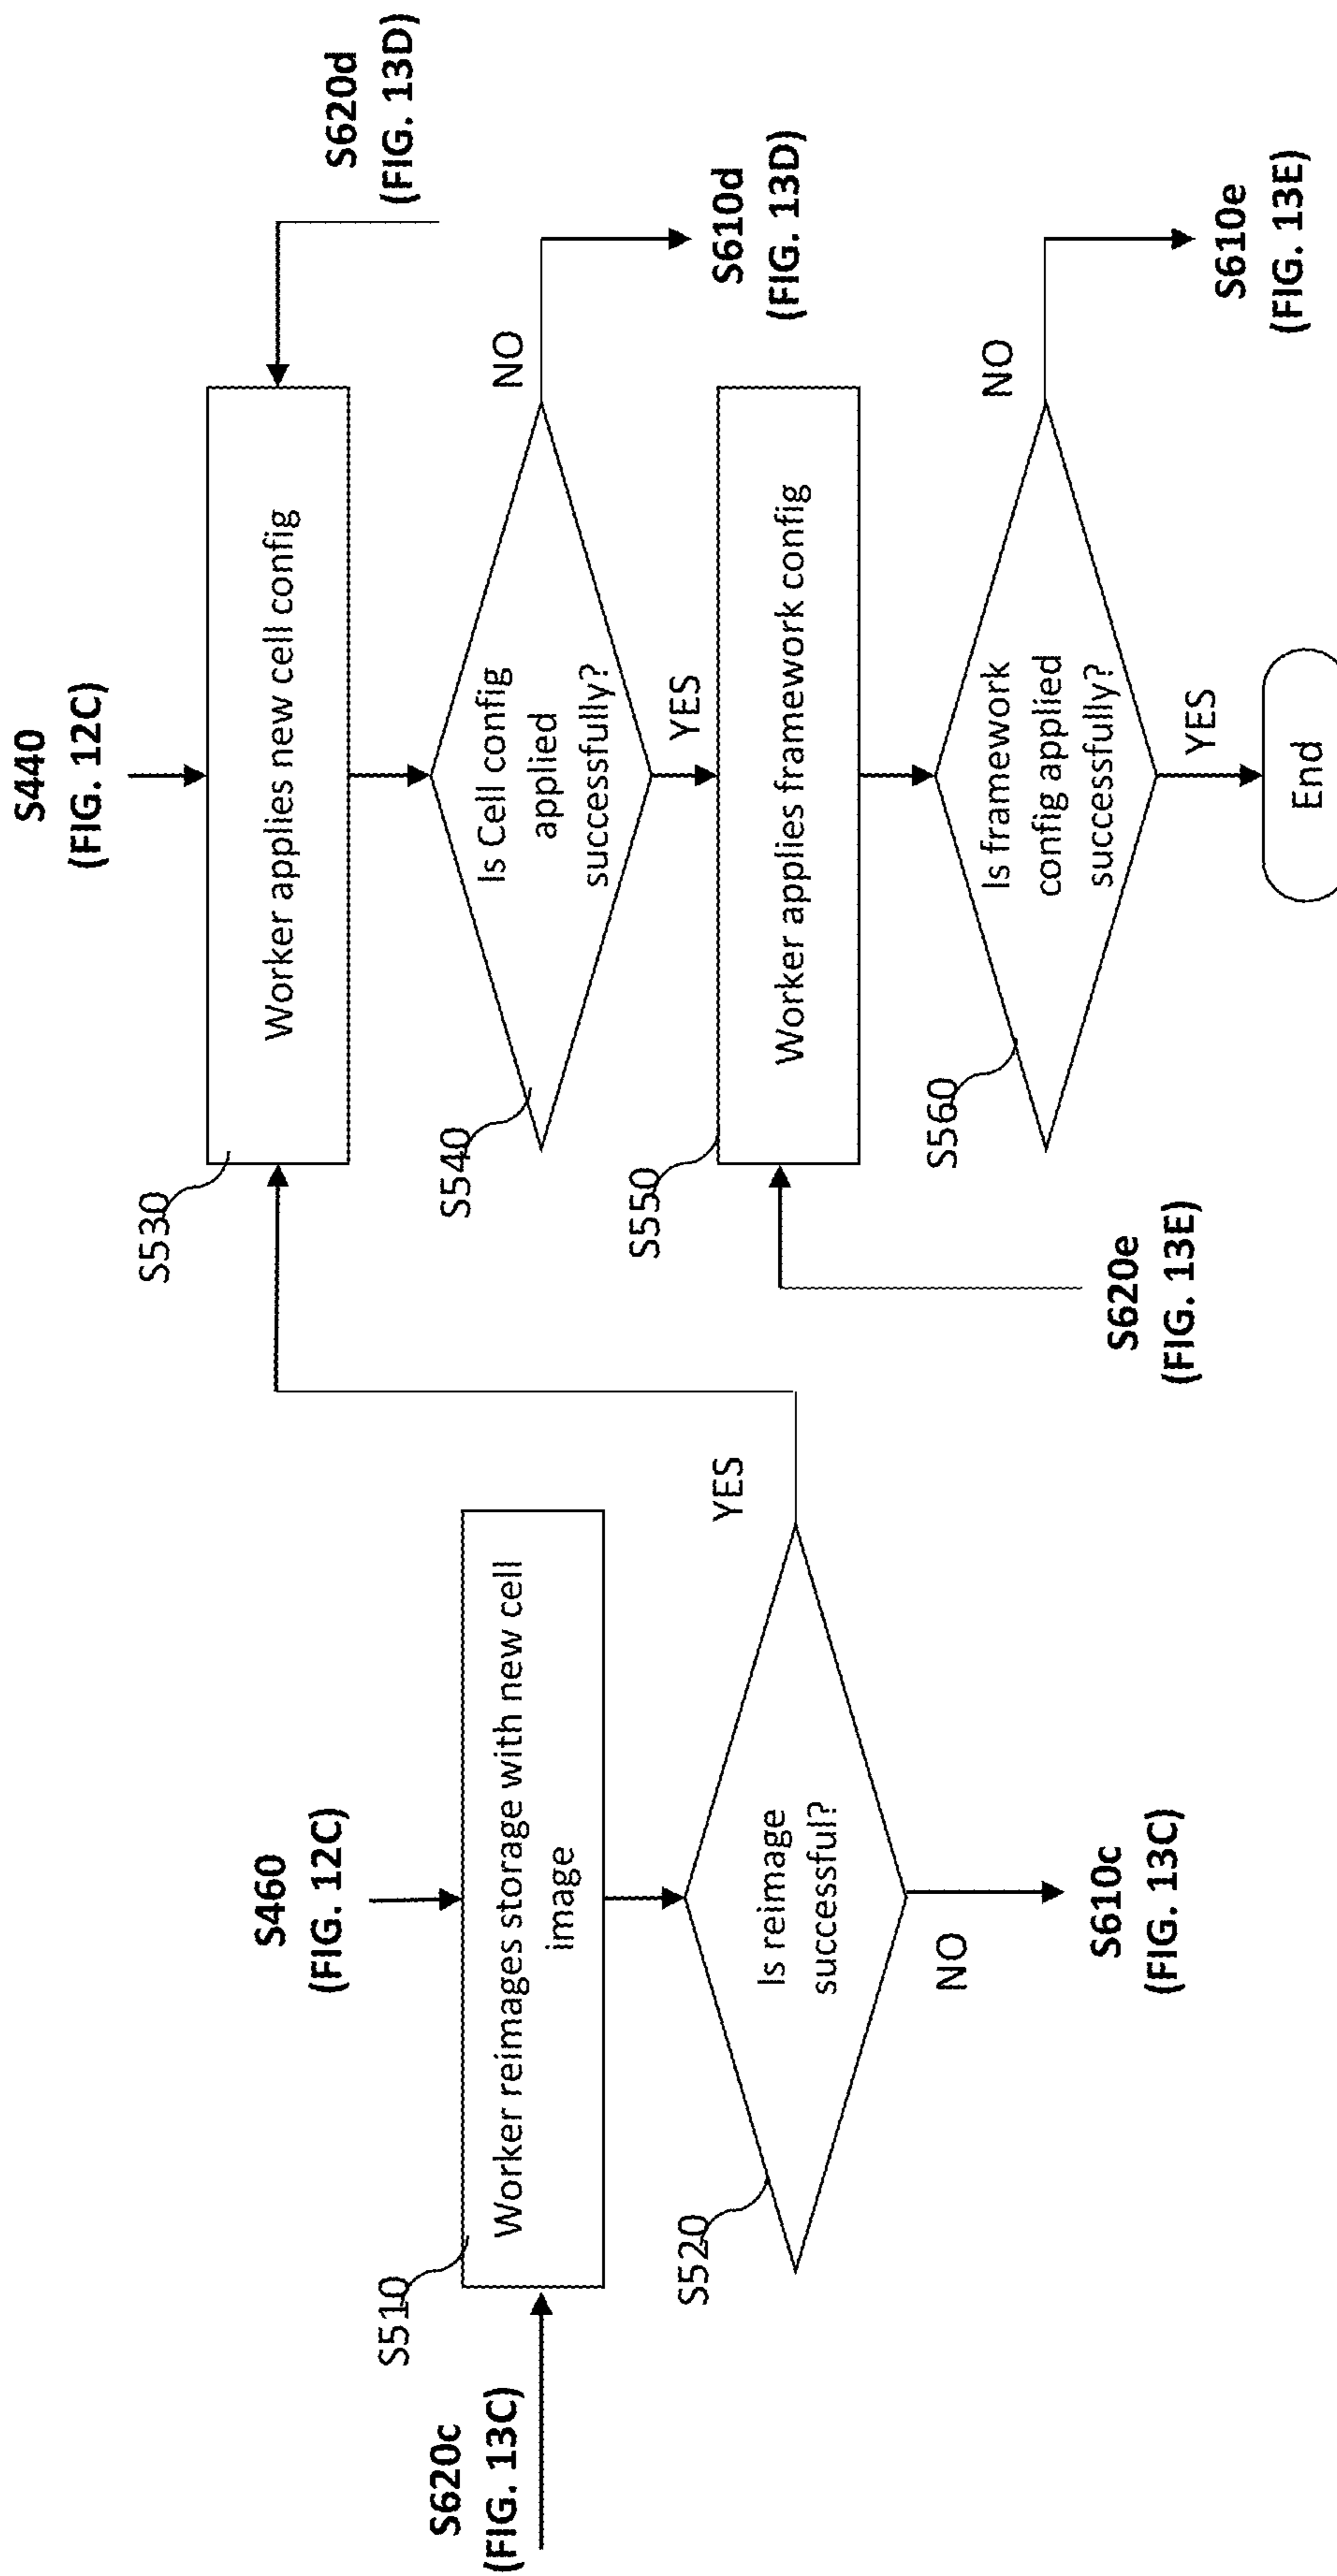 S620c
(FIG. 13C)
S460
(FIG. 12C)
S510
Worker reimages storage with new cell
image
S520
Is reimage
successful?
YES
NO
S610c
(FIG. 13C)
S440
(FIG. 12C)
S620d
(FIG. 13D)
S530
Worker applies new cell config
S540
Is Cell config
applied
successfully?
NO
S610d
(FIG. 13D)
YES
S550
Worker applies framework config
S620e
(FIG. 13E)
S560
Is framework
config applied
successfully?
NO
S610e
(FIG. 13E)
YES
End